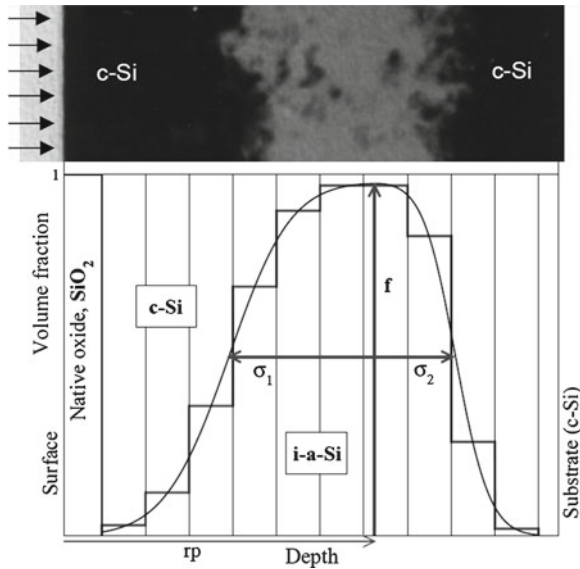 c-Si
c-Si
1
Volume fraction
Surface
Native oxide, SiO₂
c-Si
f
σ₁
σ₂
i-a-Si
Substrate (c-Si)
rp
Depth